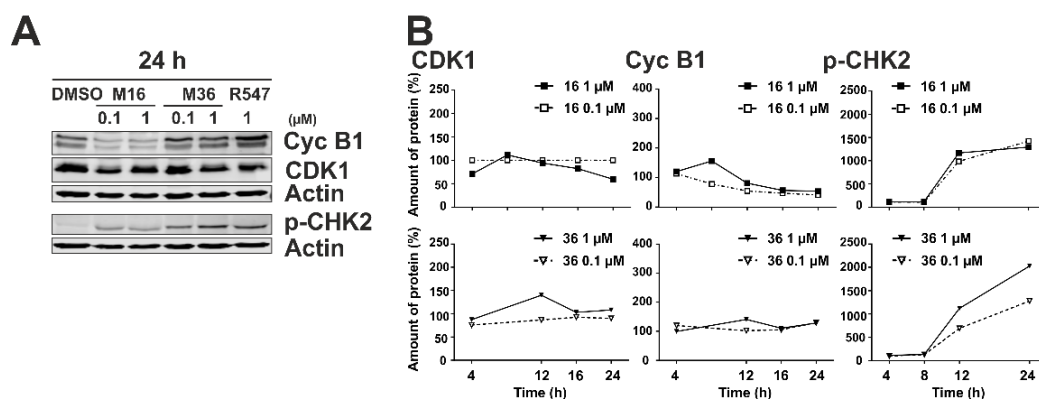 A
24 h
DMSO M16 M36 R547
0.1 1 0.1 1 1 (μM)
Cyc B1
CDK1
Actin
p-CHK2
Actin
B
CDK1 Cyc B1 p-CHK2
Amount of protein (%)
250
200
150
100
50
0
16 1 μM
16 0.1 μM
400
300
200
100
0
16 1 μM
16 0.1 μM
2500
2000
1500
1000
500
0
16 1 μM
16 0.1 μM
Amount of protein (%)
250
200
150
100
50
0
36 1 μM
36 0.1 μM
4 12 16 24
Time (h)
400
300
200
100
0
36 1 μM
36 0.1 μM
4 12 16 24
Time (h)
2500
2000
1500
1000
500
0
36 1 μM
36 0.1 μM
4 8 12 24
Time (h)